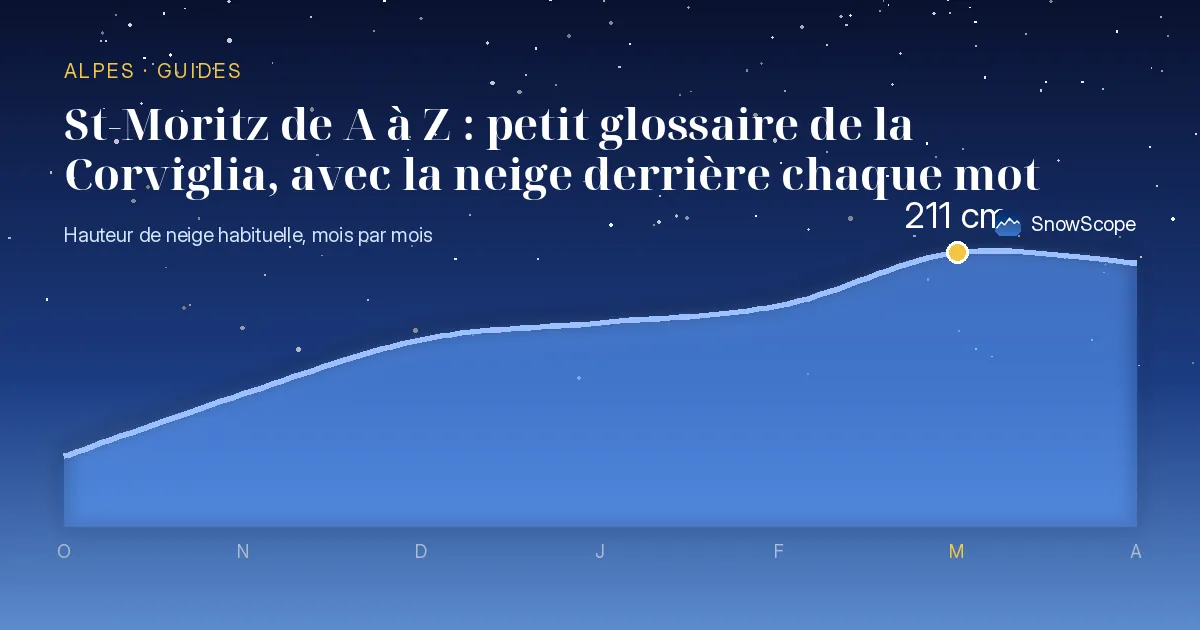 ALPES · GUIDES
St-Moritz de A à Z : petit glossaire de la
Corviglia, avec la neige derrière chaque mot
Hauteur de neige habituelle, mois par mois
211 cm
SnowScope
O N D J F M A